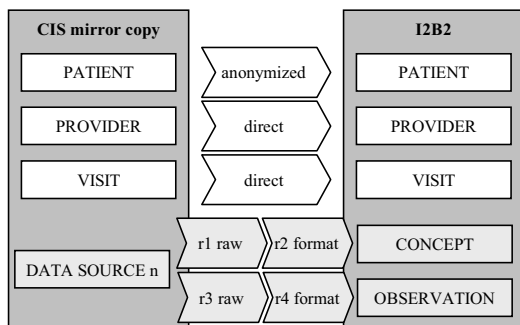 CIS mirror copy
I2B2
PATIENT
anonymized
PATIENT
PROVIDER
direct
PROVIDER
VISIT
direct
VISIT
r1 raw
r2 format
CONCEPT
DATA SOURCE n
r3 raw
r4 format
OBSERVATION